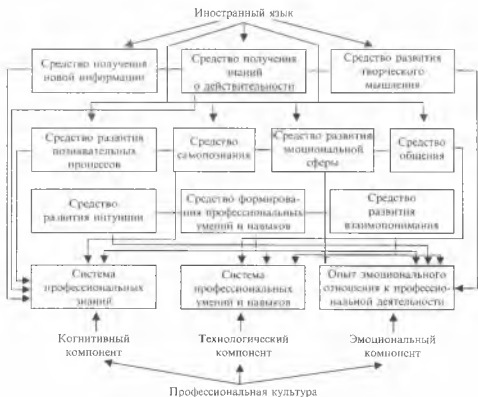 Иностранный язык
Средство получения
новой информации
Средство получения
знаний
о действительности
Средство развития
творческого
мышления
Средство развития
познавательных
процессов
Средство
самопознания
Средство развития
эмоциональной
сферы
Средство
общения
Средство
развития интуиции
Средство формирова-
ния профессиональных
умений и навыков
Средство
развития
взаимопонимания
Система
профессиональных
знаний
Система
профессиональных
умений и навыков
Опыт эмоционального
отношения к професcио-
нальной деятельности
Когнитивный
компонент
Технологический
компонент
Эмоциональный
компонент
Профессиональная культура